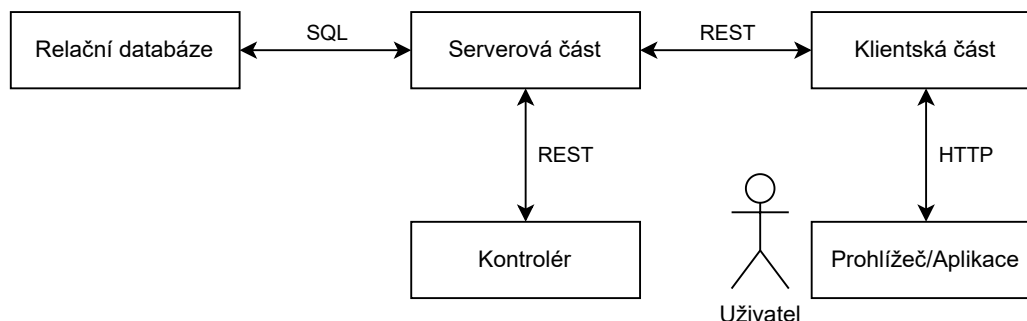 SQL
REST
Relační databáze
Serverová část
Klientská část
REST
HTTP
Kontrolér
Prohlížeč/Aplikace
Uživatel